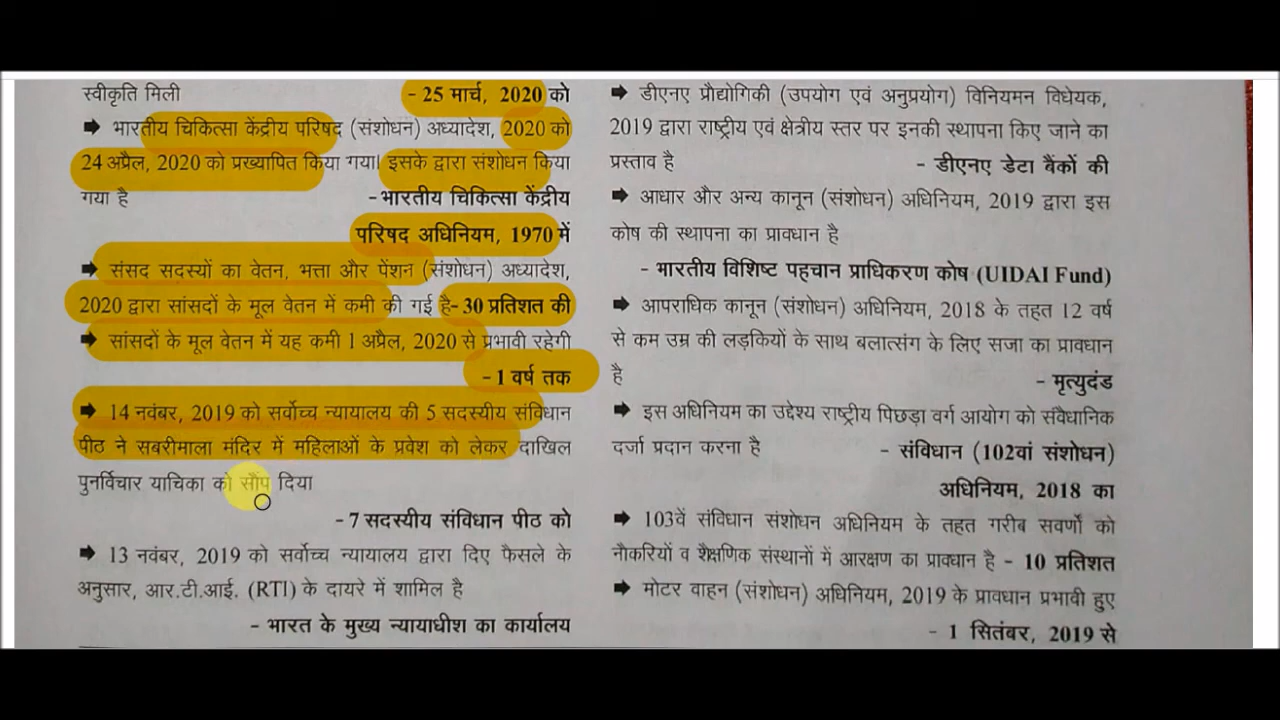 स्वीकृति मिली - 25 मार्च, 2020 को
➡ भारतीय चिकित्सा केंद्रीय परिषद (संशोधन) अध्यादेश, 2020 को
24 अप्रैल, 2020 को प्रख्यापित किया गया। इसके द्वारा संशोधन किया
गया है -भारतीय चिकित्सा केंद्रीय
परिषद अधिनियम, 1970 में
➡ संसद सदस्यों का वेतन, भत्ता और पेंशन (संशोधन) अध्यादेश,
2020 द्वारा सांसदों के मूल वेतन में कमी की गई है- 30 प्रतिशत की
➡ सांसदों के मूल वेतन में यह कमी 1 अप्रैल, 2020 से प्रभावी रहेगी
- 1 वर्ष तक
➡ 14 नवंबर, 2019 को सर्वोच्च न्यायालय की 5 सदस्यीय संविधान
पीठ ने सबरीमाला मंदिर में महिलाओं के प्रवेश को लेकर दाखिल
पुनर्विचार याचिका को सौंप दिया
- 7 सदस्यीय संविधान पीठ को
➡ 13 नवंबर, 2019 को सर्वोच्च न्यायालय द्वारा दिए फैसले के
अनुसार, आर.टी.आई. (RTI) के दायरे में शामिल है
- भारत के मुख्य न्यायाधीश का कार्यालय
➡ डीएनए प्रौद्योगिकी (उपयोग एवं अनुप्रयोग) विनियमन विधेयक,
2019 द्वारा राष्ट्रीय एवं क्षेत्रीय स्तर पर इनकी स्थापना किए जाने का
प्रस्ताव है - डीएनए डेटा बैंकों की
➡ आधार और अन्य कानून (संशोधन) अधिनियम, 2019 द्वारा इस
कोष की स्थापना का प्रावधान है
- भारतीय विशिष्ट पहचान प्राधिकरण कोष (UIDAI Fund)
➡ आपराधिक कानून (संशोधन) अधिनियम, 2018 के तहत 12 वर्ष
से कम उम्र की लड़कियों के साथ बलात्संग के लिए सजा का प्रावधान
है - मृत्युदंड
➡ इस अधिनियम का उद्देश्य राष्ट्रीय पिछड़ा वर्ग आयोग को संवैधानिक
दर्जा प्रदान करना है - संविधान (102वां संशोधन)
अधिनियम, 2018 का
➡ 103वें संविधान संशोधन अधिनियम के तहत गरीब सवर्णों को
नौकरियों व शैक्षणिक संस्थानों में आरक्षण का प्रावधान है - 10 प्रतिशत
➡ मोटर वाहन (संशोधन) अधिनियम, 2019 के प्रावधान प्रभावी हुए
- 1 सितंबर, 2019 से